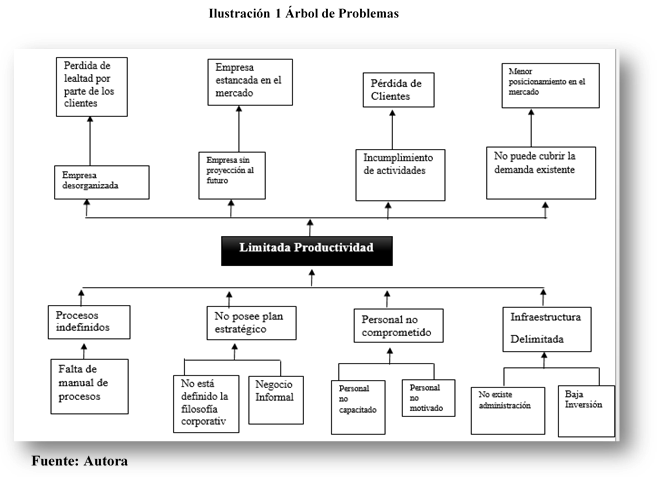 Ilustración 1 Árbol de Problemas
Perdida de
lealtad por
parte de los
clientes
Empresa
estancada en el
mercado
Pérdida de
Clientes
Menor
posicionamiento en el
mercado
Empresa
desorganizada
Empresa sin
proyección al
futuro
Incumplimiento
de actividades
No puede cubrir la
demanda existente
Limitada Productividad
Procesos
indefinidos
No posee plan
estratégico
Personal no
comprometido
Infraestructura
Delimitada
Falta de
manual de
procesos
No está
definido la
filosofía
corporativ
Negocio
Informal
Personal
no
capacitado
Personal
no
motivado
No existe
administración
Baja
Inversión
Fuente: Autora